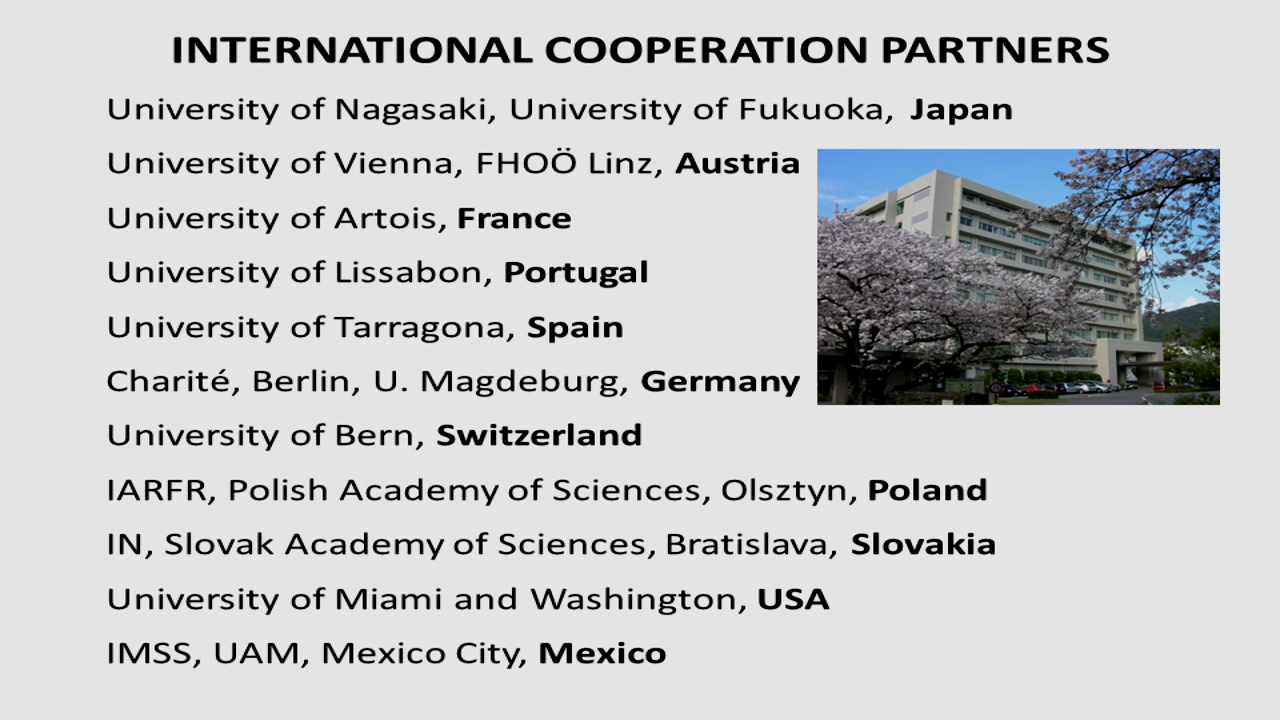 INTERNATIONAL COOPERATION PARTNERS
University of Nagasaki, University of Fukuoka, Japan
University of Vienna, FHOÖ Linz, Austria
University of Artois, France
University of Lissabon, Portugal
University of Tarragona, Spain
Charité, Berlin, U. Magdeburg, Germany
University of Bern, Switzerland
IARFR, Polish Academy of Sciences, Olsztyn, Poland
IN, Slovak Academy of Sciences, Bratislava, Slovakia
University of Miami and Washington, USA
IMSS, UAM, Mexico City, Mexico